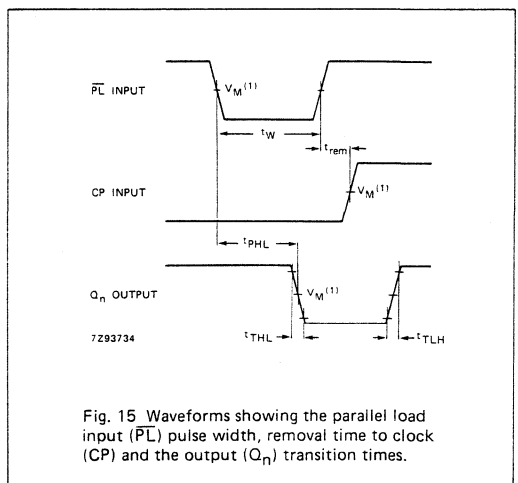 P̅L̅ INPUT
V_M(1)
t_W
t_rem
CP INPUT
V_M(1)
t_PHL
Q_n OUTPUT
V_M(1)
7Z93734
t_THL
t_TLH
Fig. 15 Waveforms showing the parallel load
input (P̅L̅) pulse width, removal time to clock
(CP) and the output (Q_n) transition times.